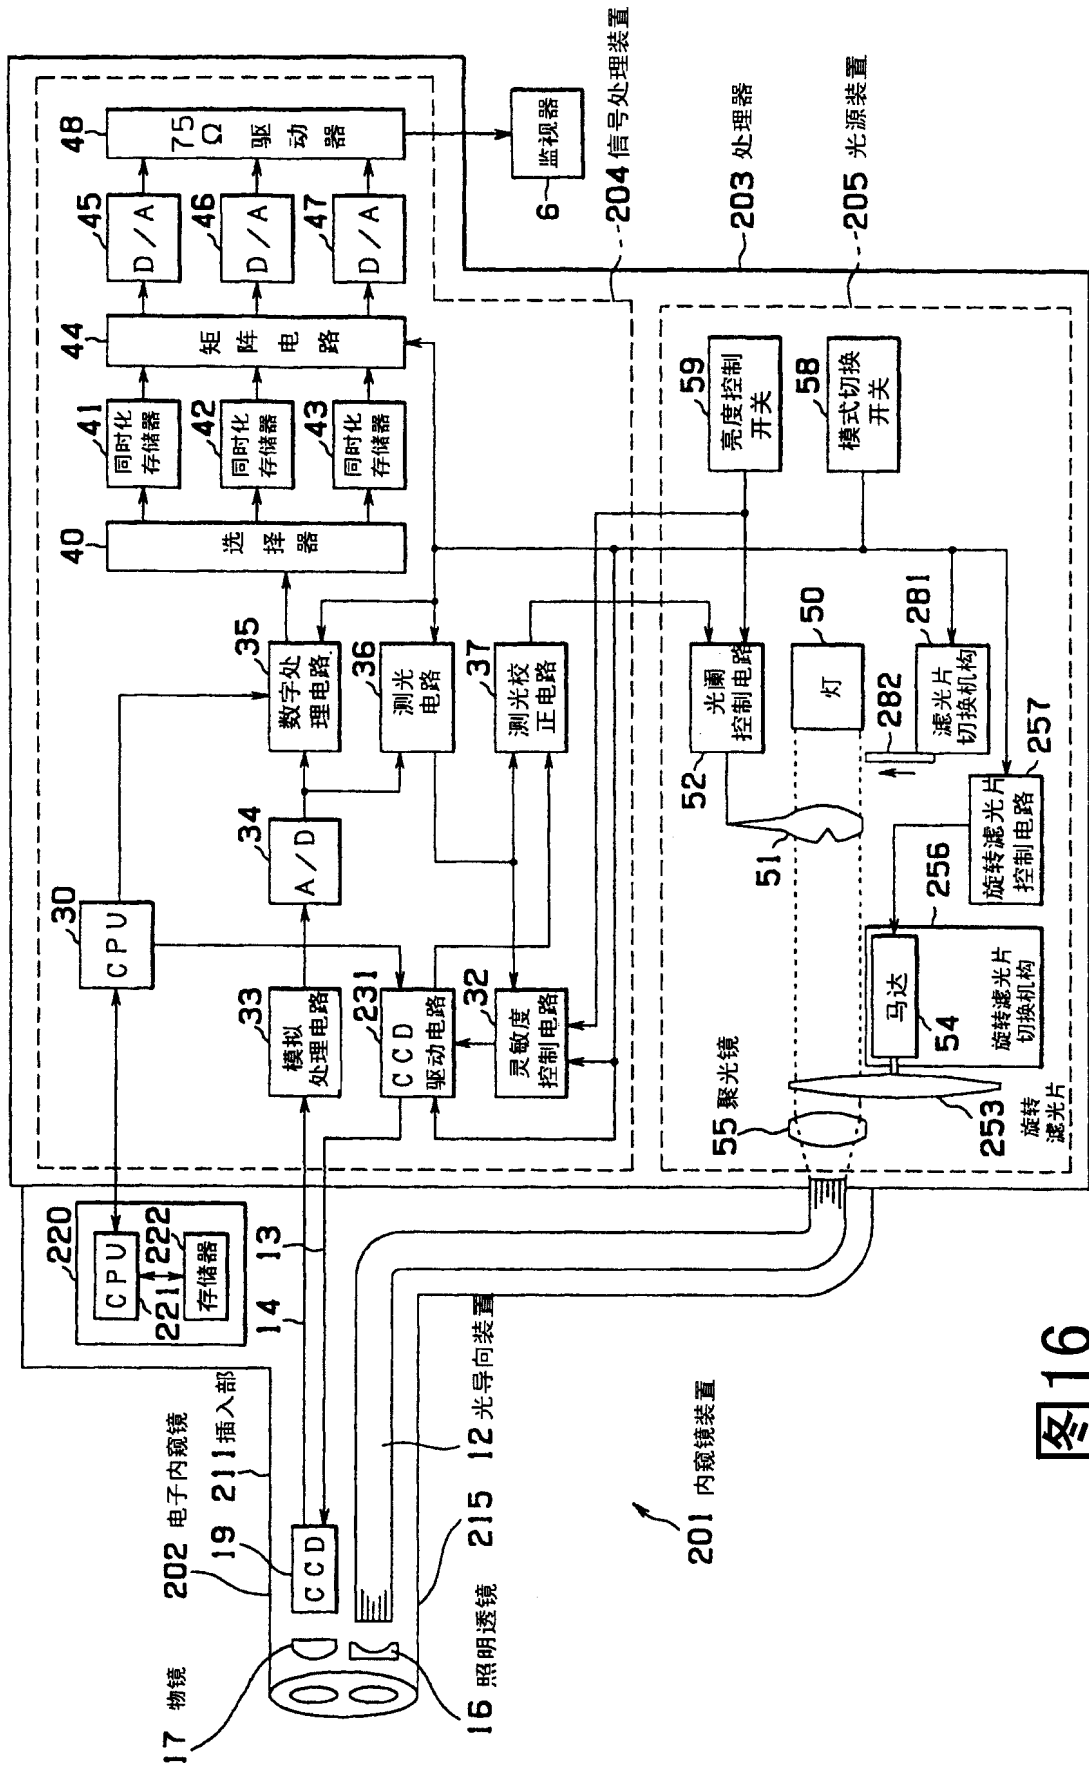 17 物镜
202 电子内窥镜
19
211 插入部
CCD
16 照明透镜
215
12 光导向装置
201 内窥镜装置
14
13
220
CPU
221
222
存储器
30
CPU
33
模拟
处理电路
34
A/D
35
数字处
理电路
231
CCD
驱动电路
36
测光
电路
32
灵敏度
控制电路
37
测光校
正电路
40
选择器
41
同时化
存储器
42
同时化
存储器
43
同时化
存储器
44
矩阵电路
45
D/A
46
D/A
47
D/A
48
75Ω驱动器
6
监视器
204 信号处理装置
203 处理器
205 光源装置
59
亮度控制
开关
58
模式切换
开关
52
光阑
控制电路
50
灯
51
281
滤光片
切换机构
282
257
旋转滤光片
控制电路
256
马达
54
旋转滤光片
切换机构
55 聚光镜
253
旋转
滤光片
图16